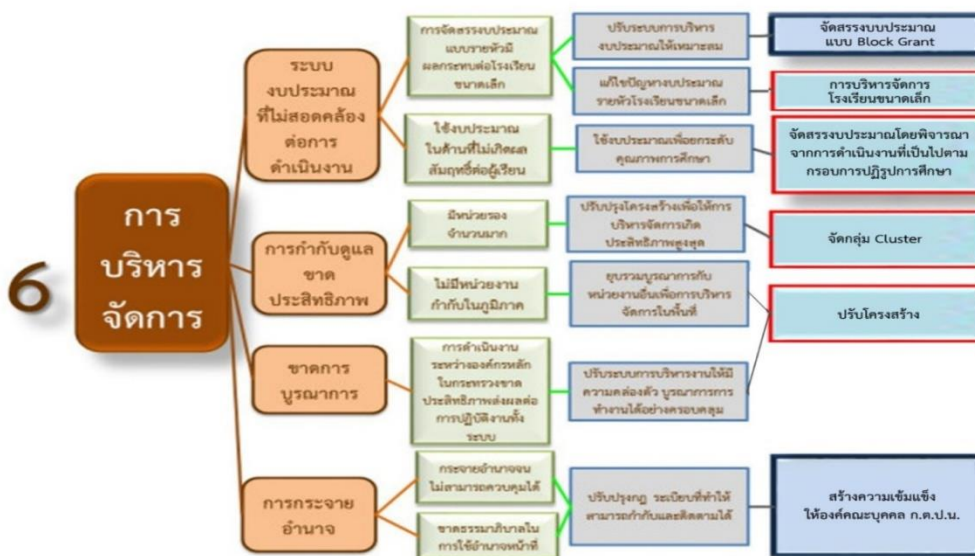 6
การ
บริหาร
จัดการ
ระบบ
งบประมาณ
ที่ไม่สอดคล้อง
ต่อการ
ดำเนินงาน
การกำกับดูแล
ขาด
ประสิทธิภาพ
ขาดการ
บูรณาการ
การกระจาย
อำนาจ
การจัดสรรงบประมาณ
แบบรายหัวมี
ผลกระทบต่อโรงเรียน
ขนาดเล็ก
ใช้งบประมาณ
ในด้านที่ไม่เกิดผล
สัมฤทธิ์ต่อผู้เรียน
มีหน่วยรอง
จำนวนมาก
ไม่มีหน่วยงาน
กำกับในภูมิภาค
การดำเนินงาน
ระหว่างองค์กรหลัก
ในกระทรวงขาด
ประสิทธิภาพส่งผลต่อ
การปฏิบัติงานทั้ง
ระบบ
กระจายอำนาจจน
ไม่สามารถควบคุมได้
ขาดธรรมาภิบาลใน
การใช้อำนาจหน้าที่
ปรับระบบการบริหาร
งบประมาณให้เหมาะสม
แก้ไขปัญหางบประมาณ
รายหัวโรงเรียนขนาดเล็ก
ใช้งบประมาณเพื่อยกระดับ
คุณภาพการศึกษา
ปรับปรุงโครงสร้างเพื่อให้การ
บริหารจัดการเกิด
ประสิทธิภาพสูงสุด
ยุบรวมบูรณาการกับ
หน่วยงานอื่นเพื่อการบริหาร
จัดการในพื้นที่
ปรับระบบการบริหารงานให้มี
ความคล่องตัว บูรณาการการ
ทำงานได้อย่างครอบคลุม
ปรับปรุงกฎ ระเบียบที่ทำให้
สามารถกำกับและติดตามได้
จัดสรรงบประมาณ
แบบ Block Grant
การบริหารจัดการ
โรงเรียนขนาดเล็ก
จัดสรรงบประมาณโดยพิจารณา
จากการดำเนินงานที่เป็นไปตาม
กรอบการปฏิรูปการศึกษา
จัดกลุ่ม Cluster
ปรับโครงสร้าง
สร้างความเข้มแข็ง
ให้องค์คณะบุคคล ก.ต.ป.น.